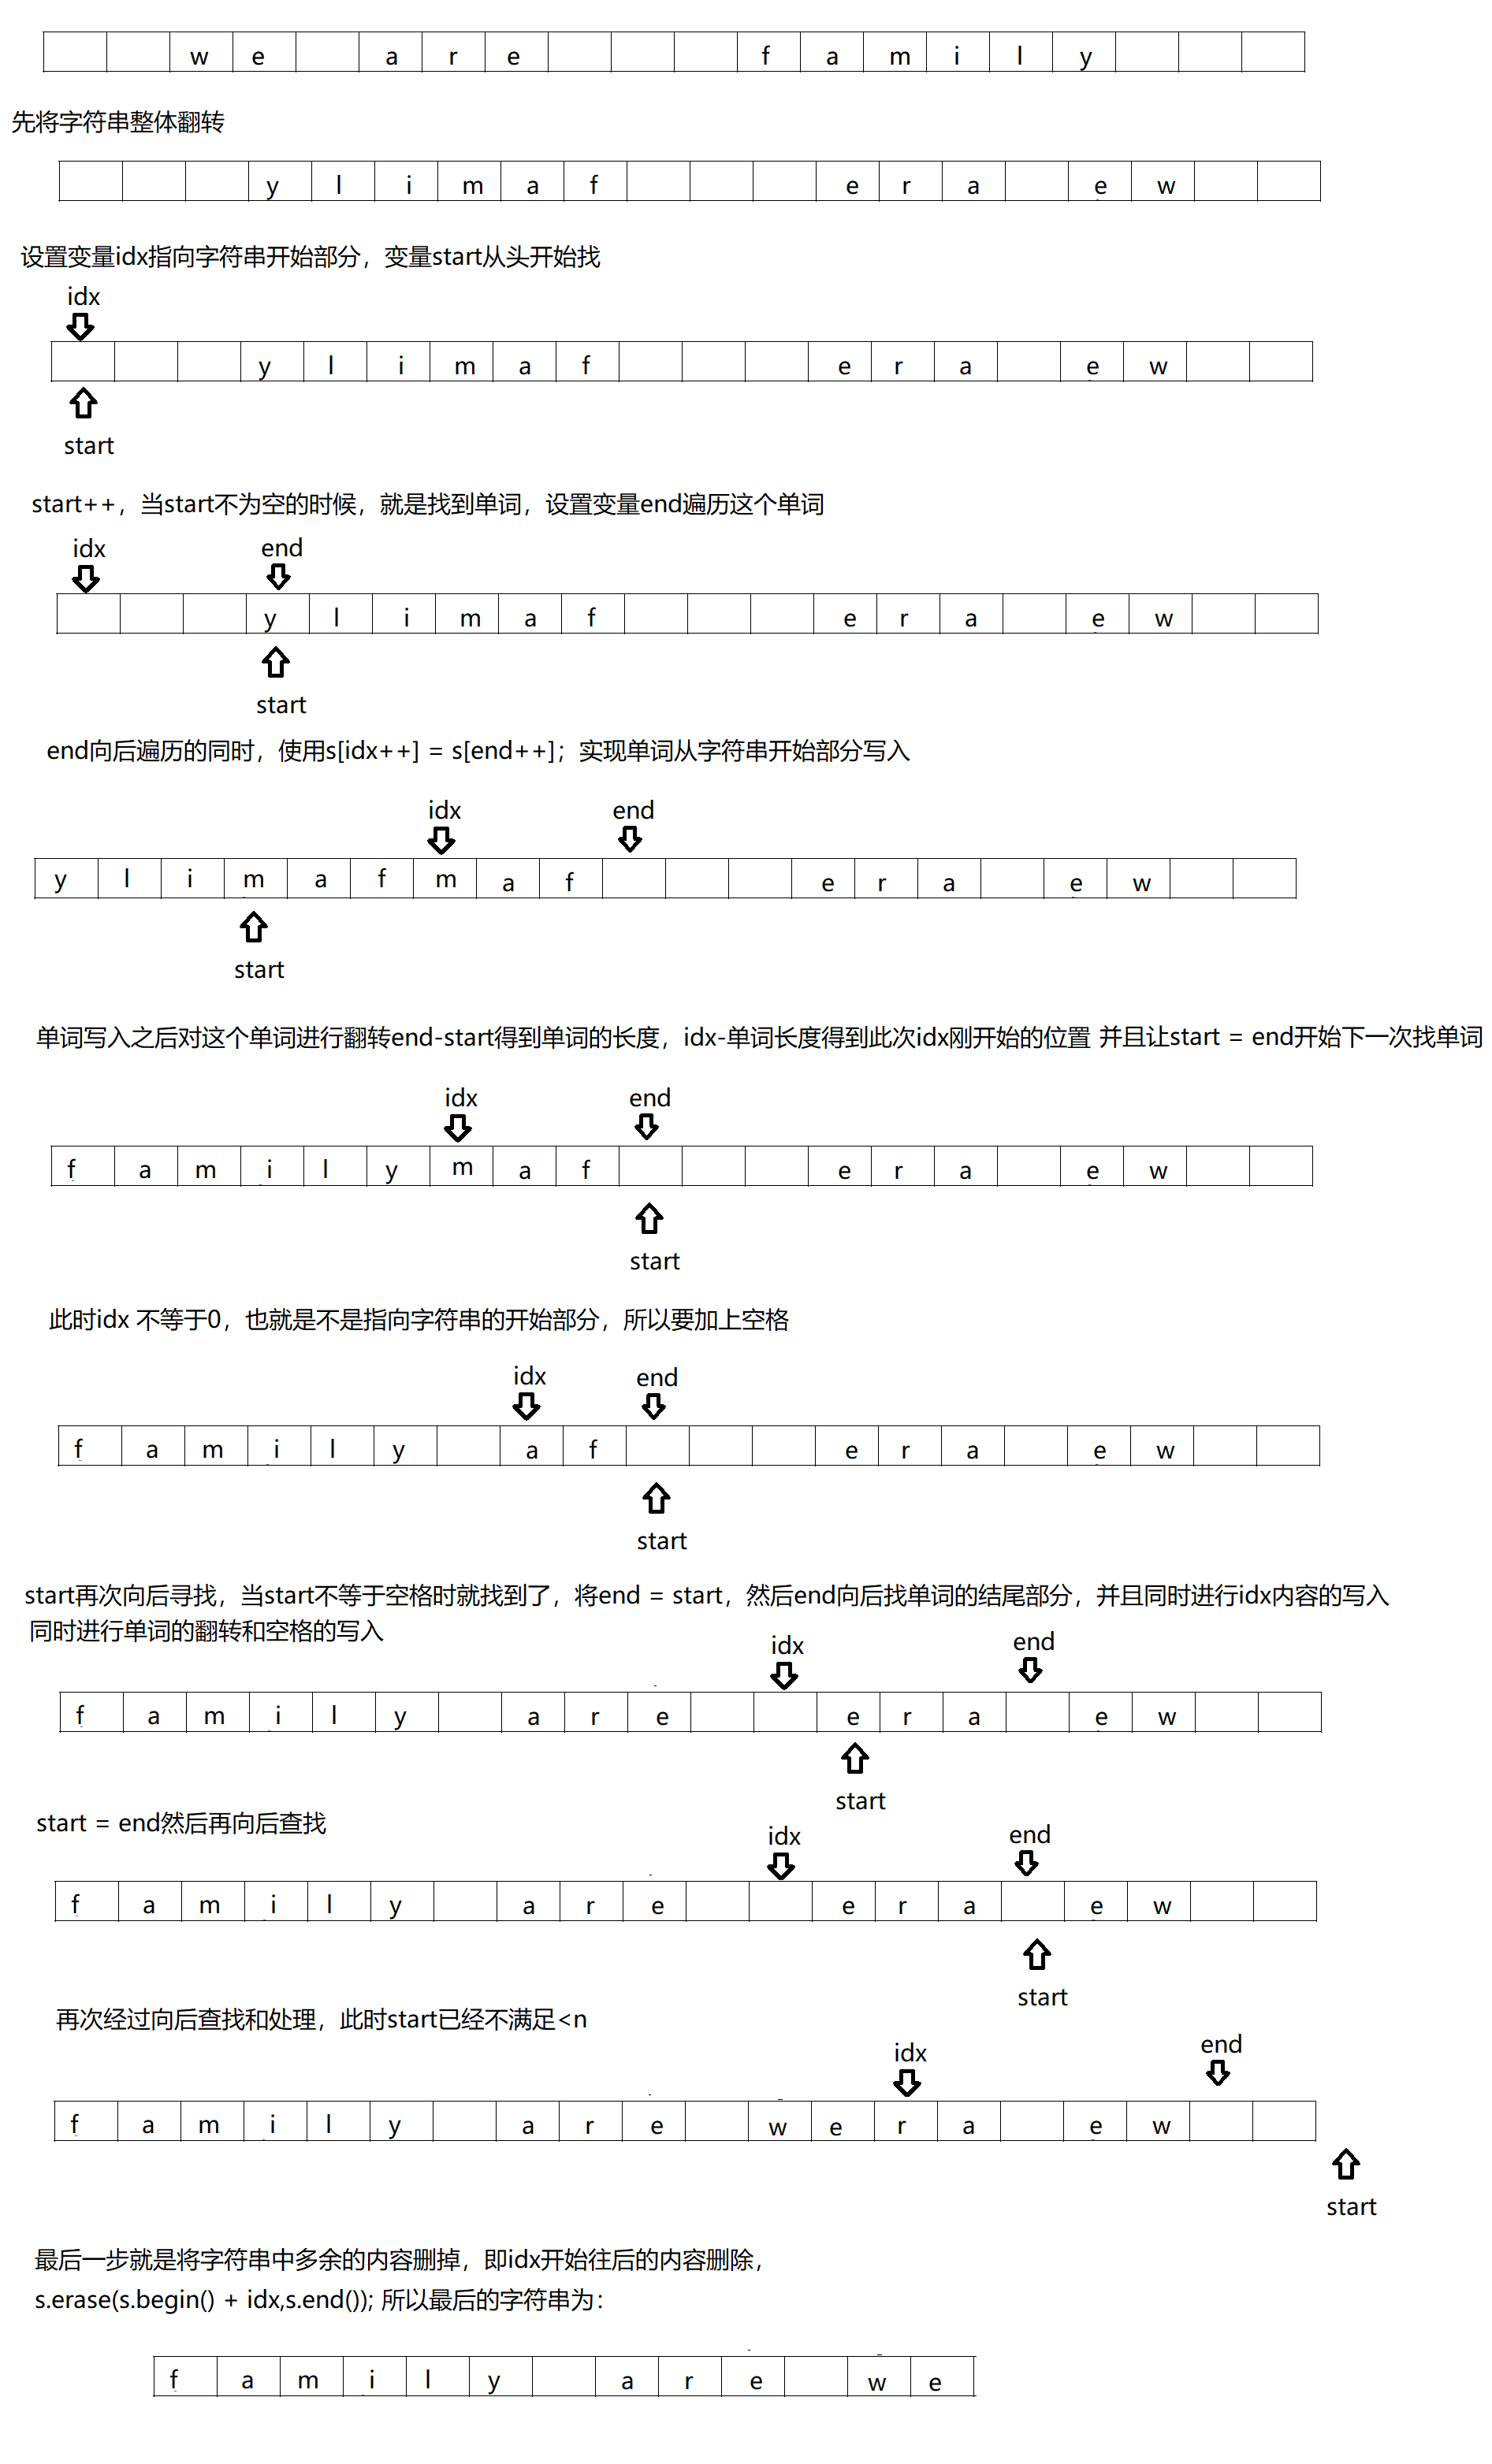 w e a r e f a m i l y
先将字符串整体翻转
y l i m a f e r a e w
设置变量idx指向字符串开始部分，变量start从头开始找
idx
y l i m a f e r a e w
start
start++，当start不为空的时候，就是找到单词，设置变量end遍历这个单词
idx end
y l i m a f e r a e w
start
end向后遍历的同时，使用s[idx++] = s[end++]；实现单词从字符串开始部分写入
idx end
y l i m a f m a f e r a e w
start
单词写入之后对这个单词进行翻转end-start得到单词的长度，idx-单词长度得到此次idx刚开始的位置 并且让start = end开始下一次找单词
idx end
f a m i l y m a f e r a e w
start
此时idx 不等于0，也就是不是指向字符串的开始部分，所以要加上空格
idx end
f a m i l y a f e r a e w
start
start再次向后寻找，当start不等于空格时就找到了，将end = start，然后end向后找单词的结尾部分，并且同时进行idx内容的写入
同时进行单词的翻转和空格的写入
idx end
f a m i l y a r e e r a e w
start
start = end然后再向后查找
idx end
f a m i l y a r e e r a e w
start
再次经过向后查找和处理，此时start已经不满足<n
idx end
f a m i l y a r e w e r a e w
start
最后一步就是将字符串中多余的内容删掉，即idx开始往后的内容删除，
s.erase(s.begin() + idx,s.end()); 所以最后的字符串为：
f a m i l y a r e w e